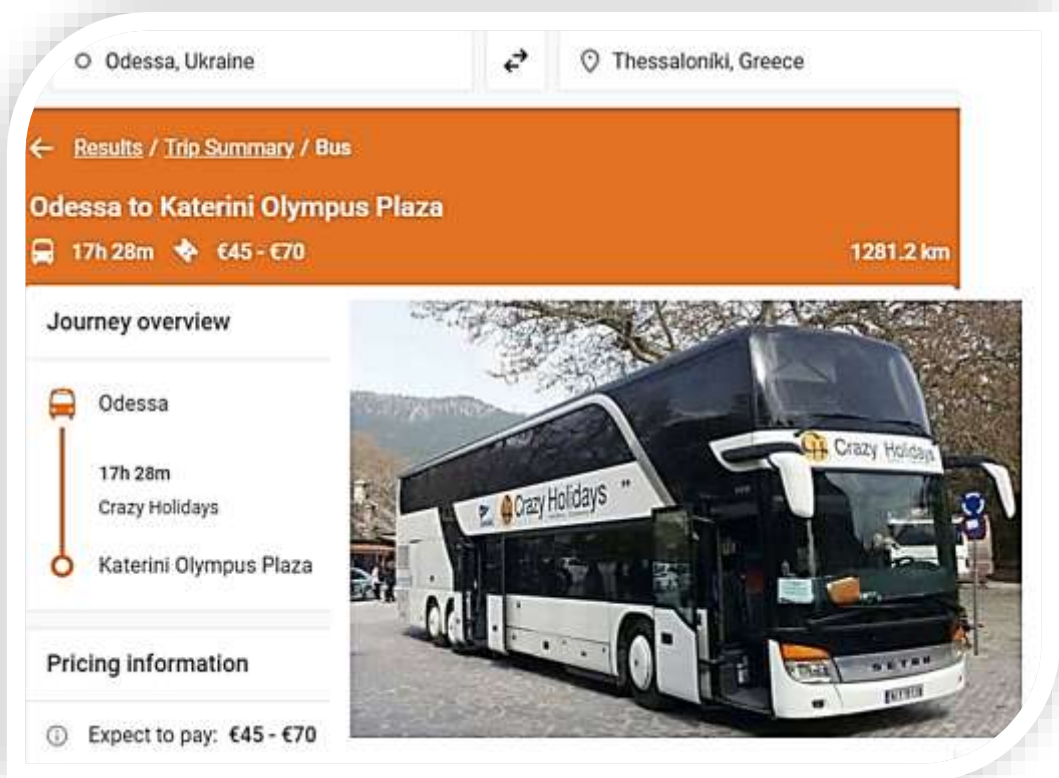 Odessa, Ukraine
Thessaloniki, Greece
Results / Trip Summary / Bus
Odessa to Katerini Olympus Plaza
17h 28m €45 - €70 1281.2 km
Journey overview
Odessa
17h 28m
Crazy Holidays
Katerini Olympus Plaza
Pricing information
Expect to pay: €45 - €70
Crazy Holidays
Crazy Holidays
SETRA